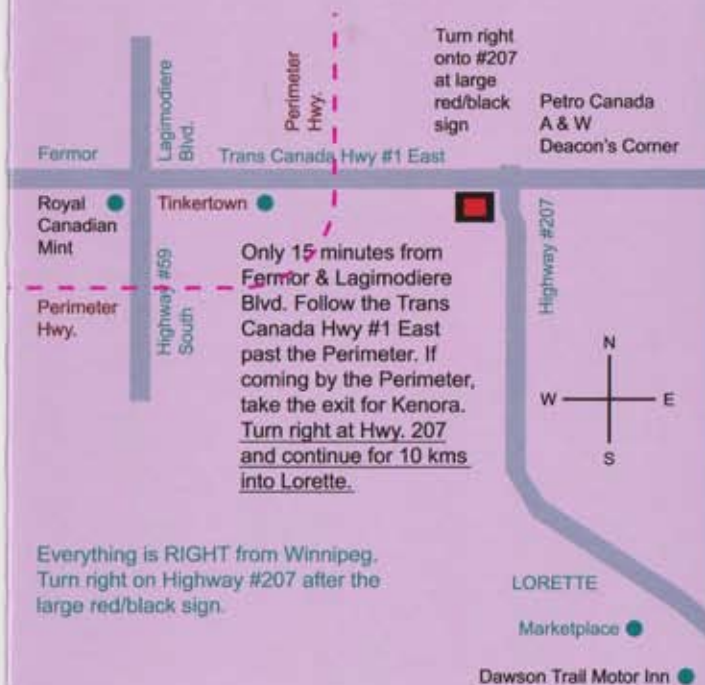 Turn right
onto #207
at large
red/black
sign
Petro Canada
A & W
Deacon's Corner
Perimeter
Hwy.
Lagimodiere
Blvd.
Fermor
Trans Canada Hwy #1 East
Royal
Canadian
Mint
Tinkertown
Highway #207
Highway #59
South
Perimeter
Hwy.
Only 15 minutes from
Fermor & Lagimodiere
Blvd. Follow the Trans
Canada Hwy #1 East
past the Perimeter. If
coming by the Perimeter,
take the exit for Kenora.
Turn right at Hwy. 207
and continue for 10 kms
into Lorette.
N
W
E
S
Everything is RIGHT from Winnipeg.
Turn right on Highway #207 after the
large red/black sign.
LORETTE
Marketplace
Dawson Trail Motor Inn